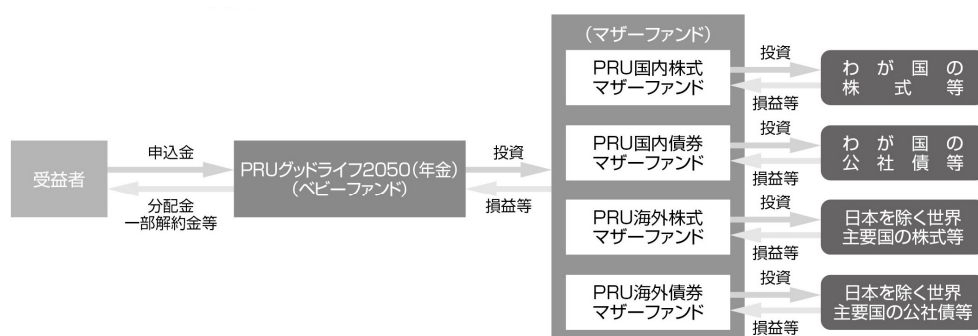 受益者
申込金
分配金
一部解約金等
PRUグッドライフ2050(年金)
(ベビーファンド)
投資
損益等
(マザーファンド)
PRU国内株式
マザーファンド
投資
損益等
わが国の
株式等
PRU国内債券
マザーファンド
投資
損益等
わが国の
公社債等
PRU海外株式
マザーファンド
投資
損益等
日本を除く世界
主要国の株式等
PRU海外債券
マザーファンド
投資
損益等
日本を除く世界
主要国の公社債等